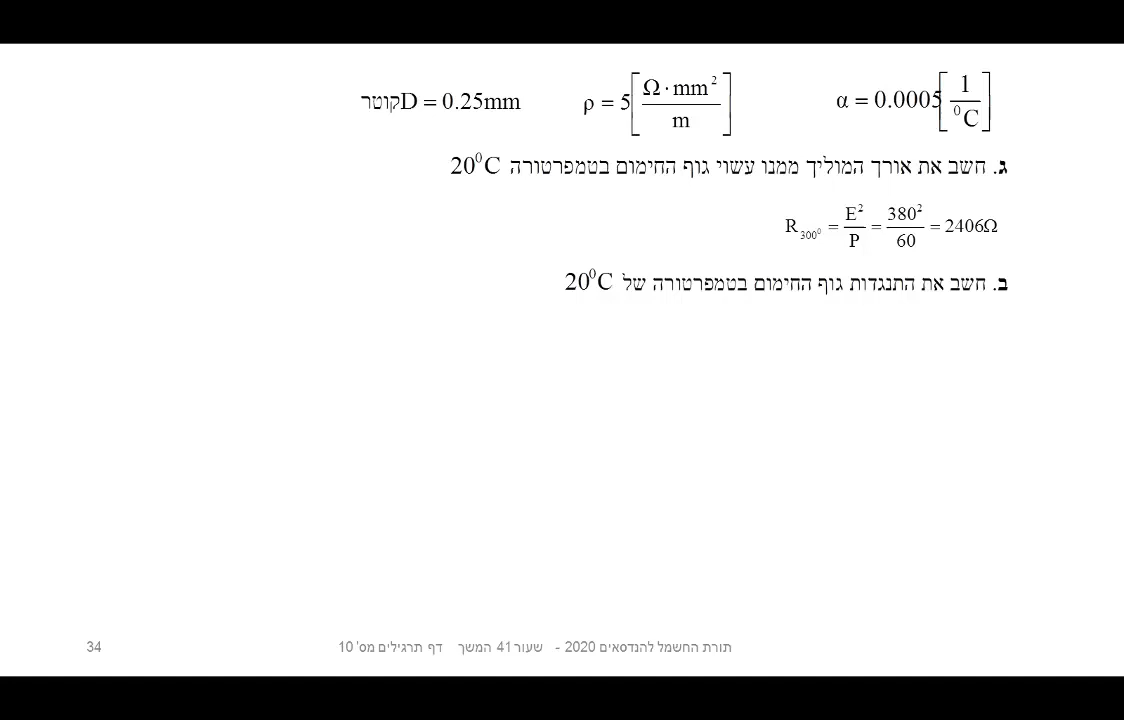 α = 0.0005 [1/⁰C] ρ = 5 [Ω·mm²/m] קוטר D = 0.25mm
ג. חשב את אורך המוליך ממנו עשוי גוף החימום בטמפרטורה 20⁰C
R₃₀₀⁰ = E²/P = 380²/60 = 2406Ω
ב. חשב את התנגדות גוף החימום בטמפרטורה של 20⁰C
תורת החשמל להנדסאים 2020 - שעור 41 המשך דף תרגילים מס' 10
34